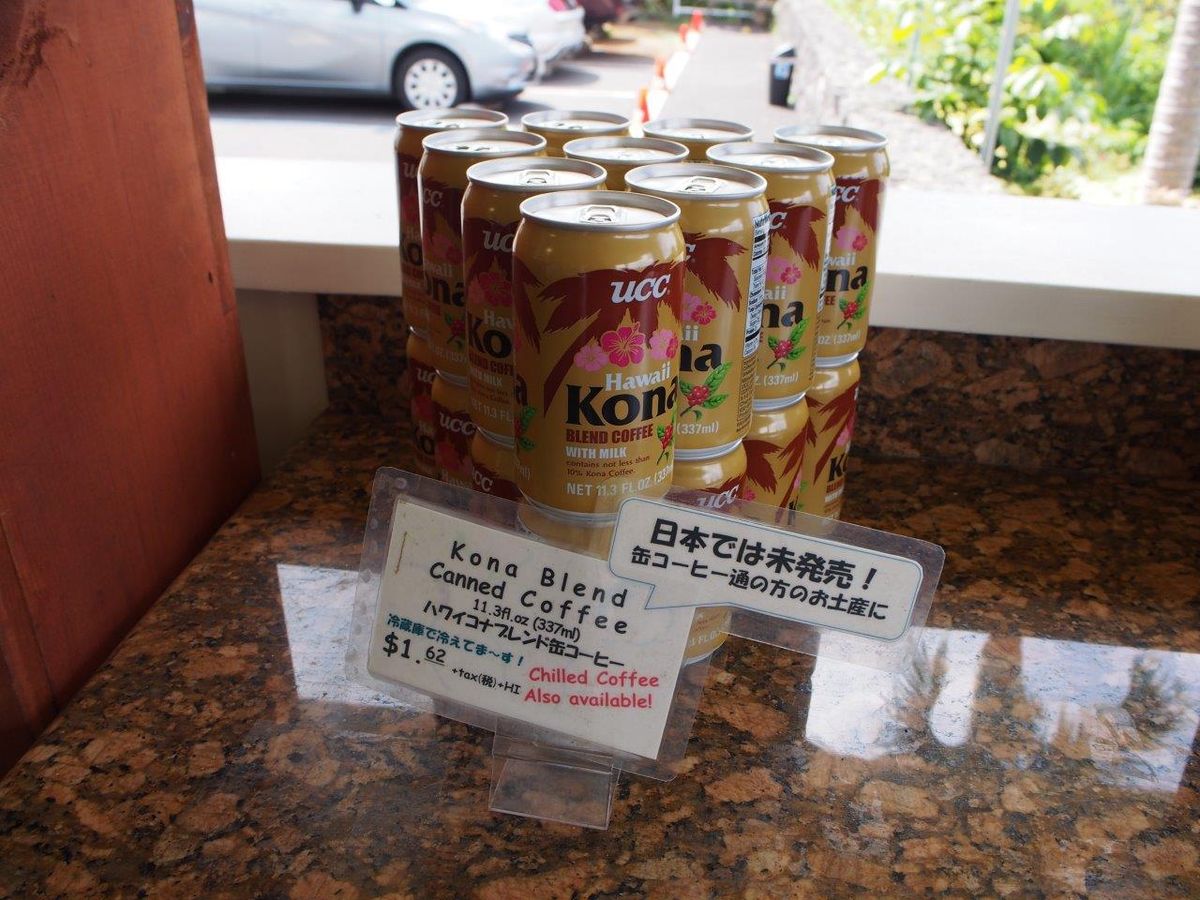 ucc
Hawaii
Kona
BLEND COFFEE
WITH MILK
contains not less than
10% Kona Coffee.
NET 11.3 FL.OZ.
(337ml)
Kona Blend
Canned Coffee
11.3fl.oz (337ml)
ハワイコナブレンド缶コーヒー
冷蔵庫で冷えてま～す！
$1.62
+tax(税)+HI
Chilled Coffee
Also available!
日本では未発売！
缶コーヒー通の方のお土産に